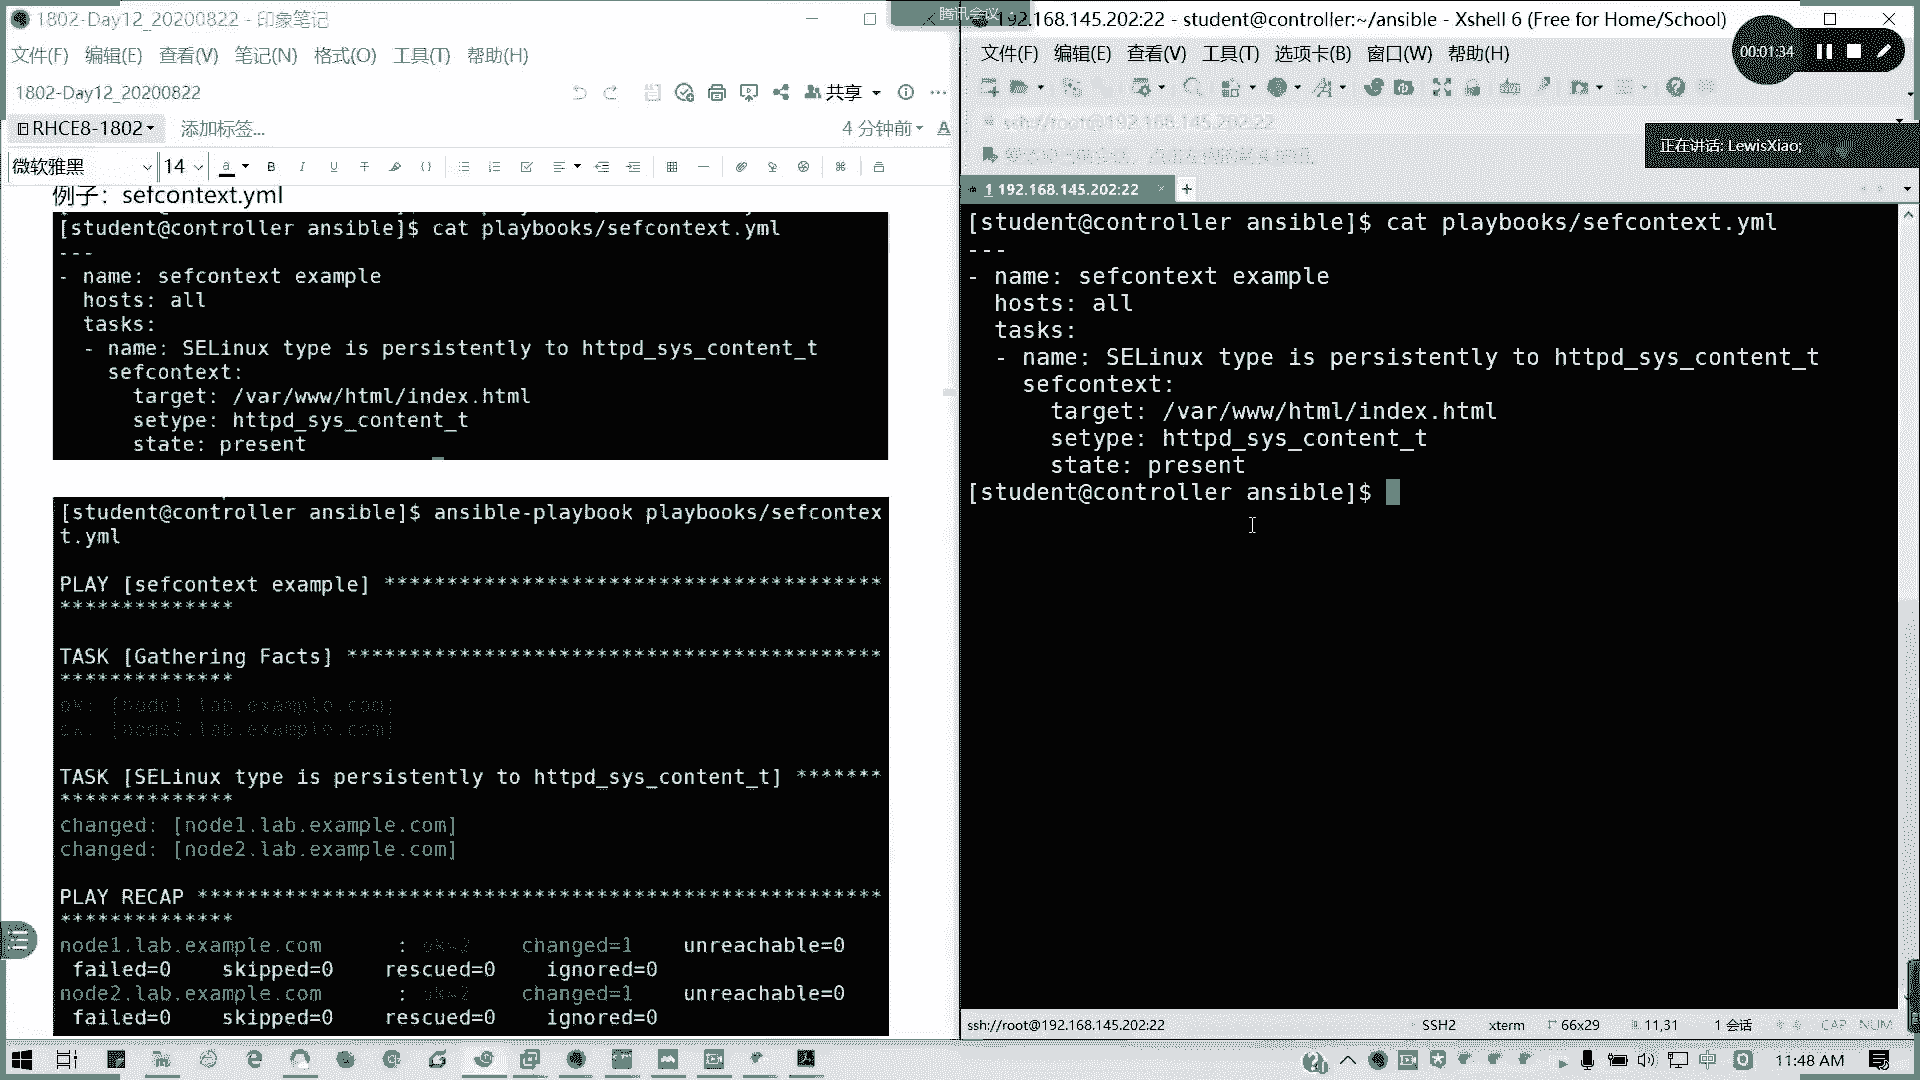 1802-Day12_20200822 - 印象笔记
文件(F) 编辑(E) 查看(V) 笔记(N) 格式(O) 工具(T) 帮助(H)
1802-Day12_20200822
共享
RHCE8-1802
添加标签...
4 分钟前
微软雅黑 14
例子：sefcontext.yml
[student@controller ansible]$ cat playbooks/sefcontext.yml
---
- name: sefcontext example
hosts: all
tasks:
- name: SELinux type is persistently to httpd_sys_content_t
sefcontext:
target: /var/www/html/index.html
setype: httpd_sys_content_t
state: present
[student@controller ansible]$ ansible-playbook playbooks/sefcontex
t.yml
PLAY [sefcontext example] ****************************************
**************
TASK [Gathering Facts] *******************************************
**************
ok: [node1.lab.example.com]
ok: [node2.lab.example.com]
TASK [SELinux type is persistently to httpd_sys_content_t] *******
**************
changed: [node1.lab.example.com]
changed: [node2.lab.example.com]
PLAY RECAP *******************************************************
**************
node1.lab.example.com : ok=2 changed=1 unreachable=0
failed=0 skipped=0 rescued=0 ignored=0
node2.lab.example.com : ok=2 changed=1 unreachable=0
failed=0 skipped=0 rescued=0 ignored=0
腾讯会议
192.168.145.202:22 - student@controller:~/ansible - Xshell 6 (Free for Home/School)
文件(F) 编辑(E) 查看(V) 工具(T) 选项卡(B) 窗口(W) 帮助(H)
00:01:34
ssh://root@192.168.145.202:22
正在讲话: LewisXiao;
1 192.168.145.202:22
[student@controller ansible]$ cat playbooks/sefcontext.yml
---
- name: sefcontext example
hosts: all
tasks:
- name: SELinux type is persistently to httpd_sys_content_t
sefcontext:
target: /var/www/html/index.html
setype: httpd_sys_content_t
state: present
[student@controller ansible]$
ssh://root@192.168.145.202:22 SSH2 xterm 66x29 11,31 1 会话 CAP NUM
中 11:48 AM